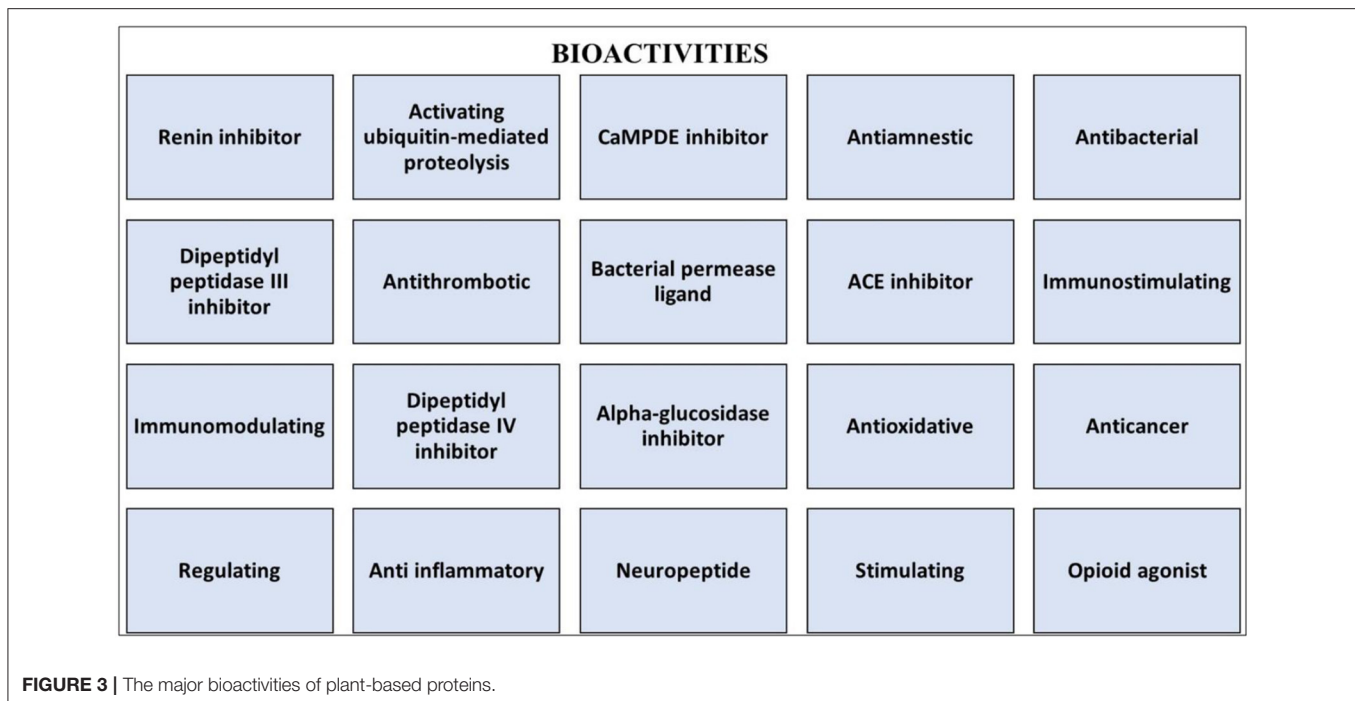 BIOACTIVITIES
Renin inhibitor
Activating
ubiquitin-mediated
proteolysis
CaMPDE inhibitor
Antiamnestic
Antibacterial
Dipeptidyl
peptidase III
inhibitor
Antithrombotic
Bacterial permease
ligand
ACE inhibitor
Immunostimulating
Immunomodulating
Dipeptidyl
peptidase IV
inhibitor
Alpha-glucosidase
inhibitor
Antioxidative
Anticancer
Regulating
Anti inflammatory
Neuropeptide
Stimulating
Opioid agonist
FIGURE 3 | The major bioactivities of plant-based proteins.